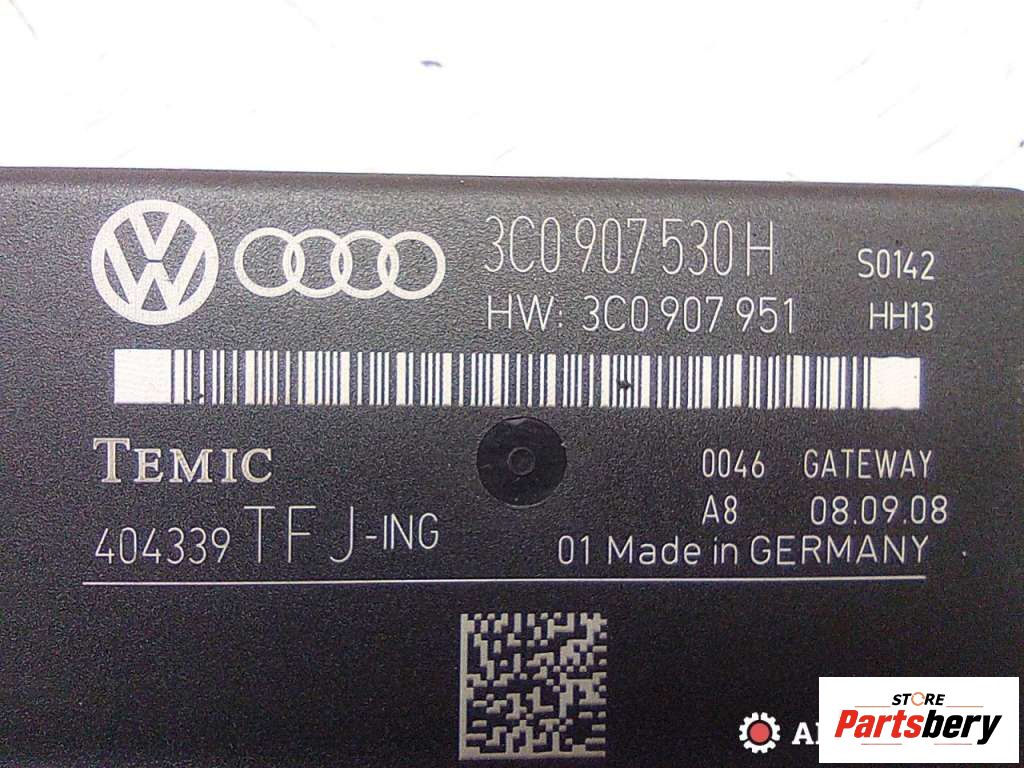 3C0 907 530 H
S0142
HW: 3C0 907 951
HH13
TEMIC
0046 GATEWAY
A8 08.09.08
404339 TFJ-ING
01 Made in GERMANY
STORE
Partsbery